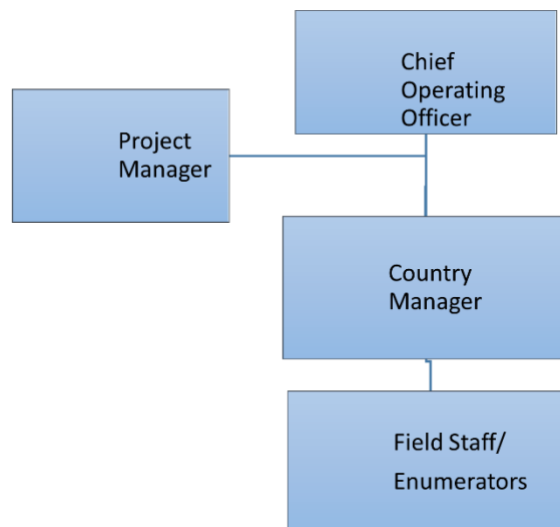 Chief
Operating
Officer
Project
Manager
Country
Manager
Field Staff/
Enumerators